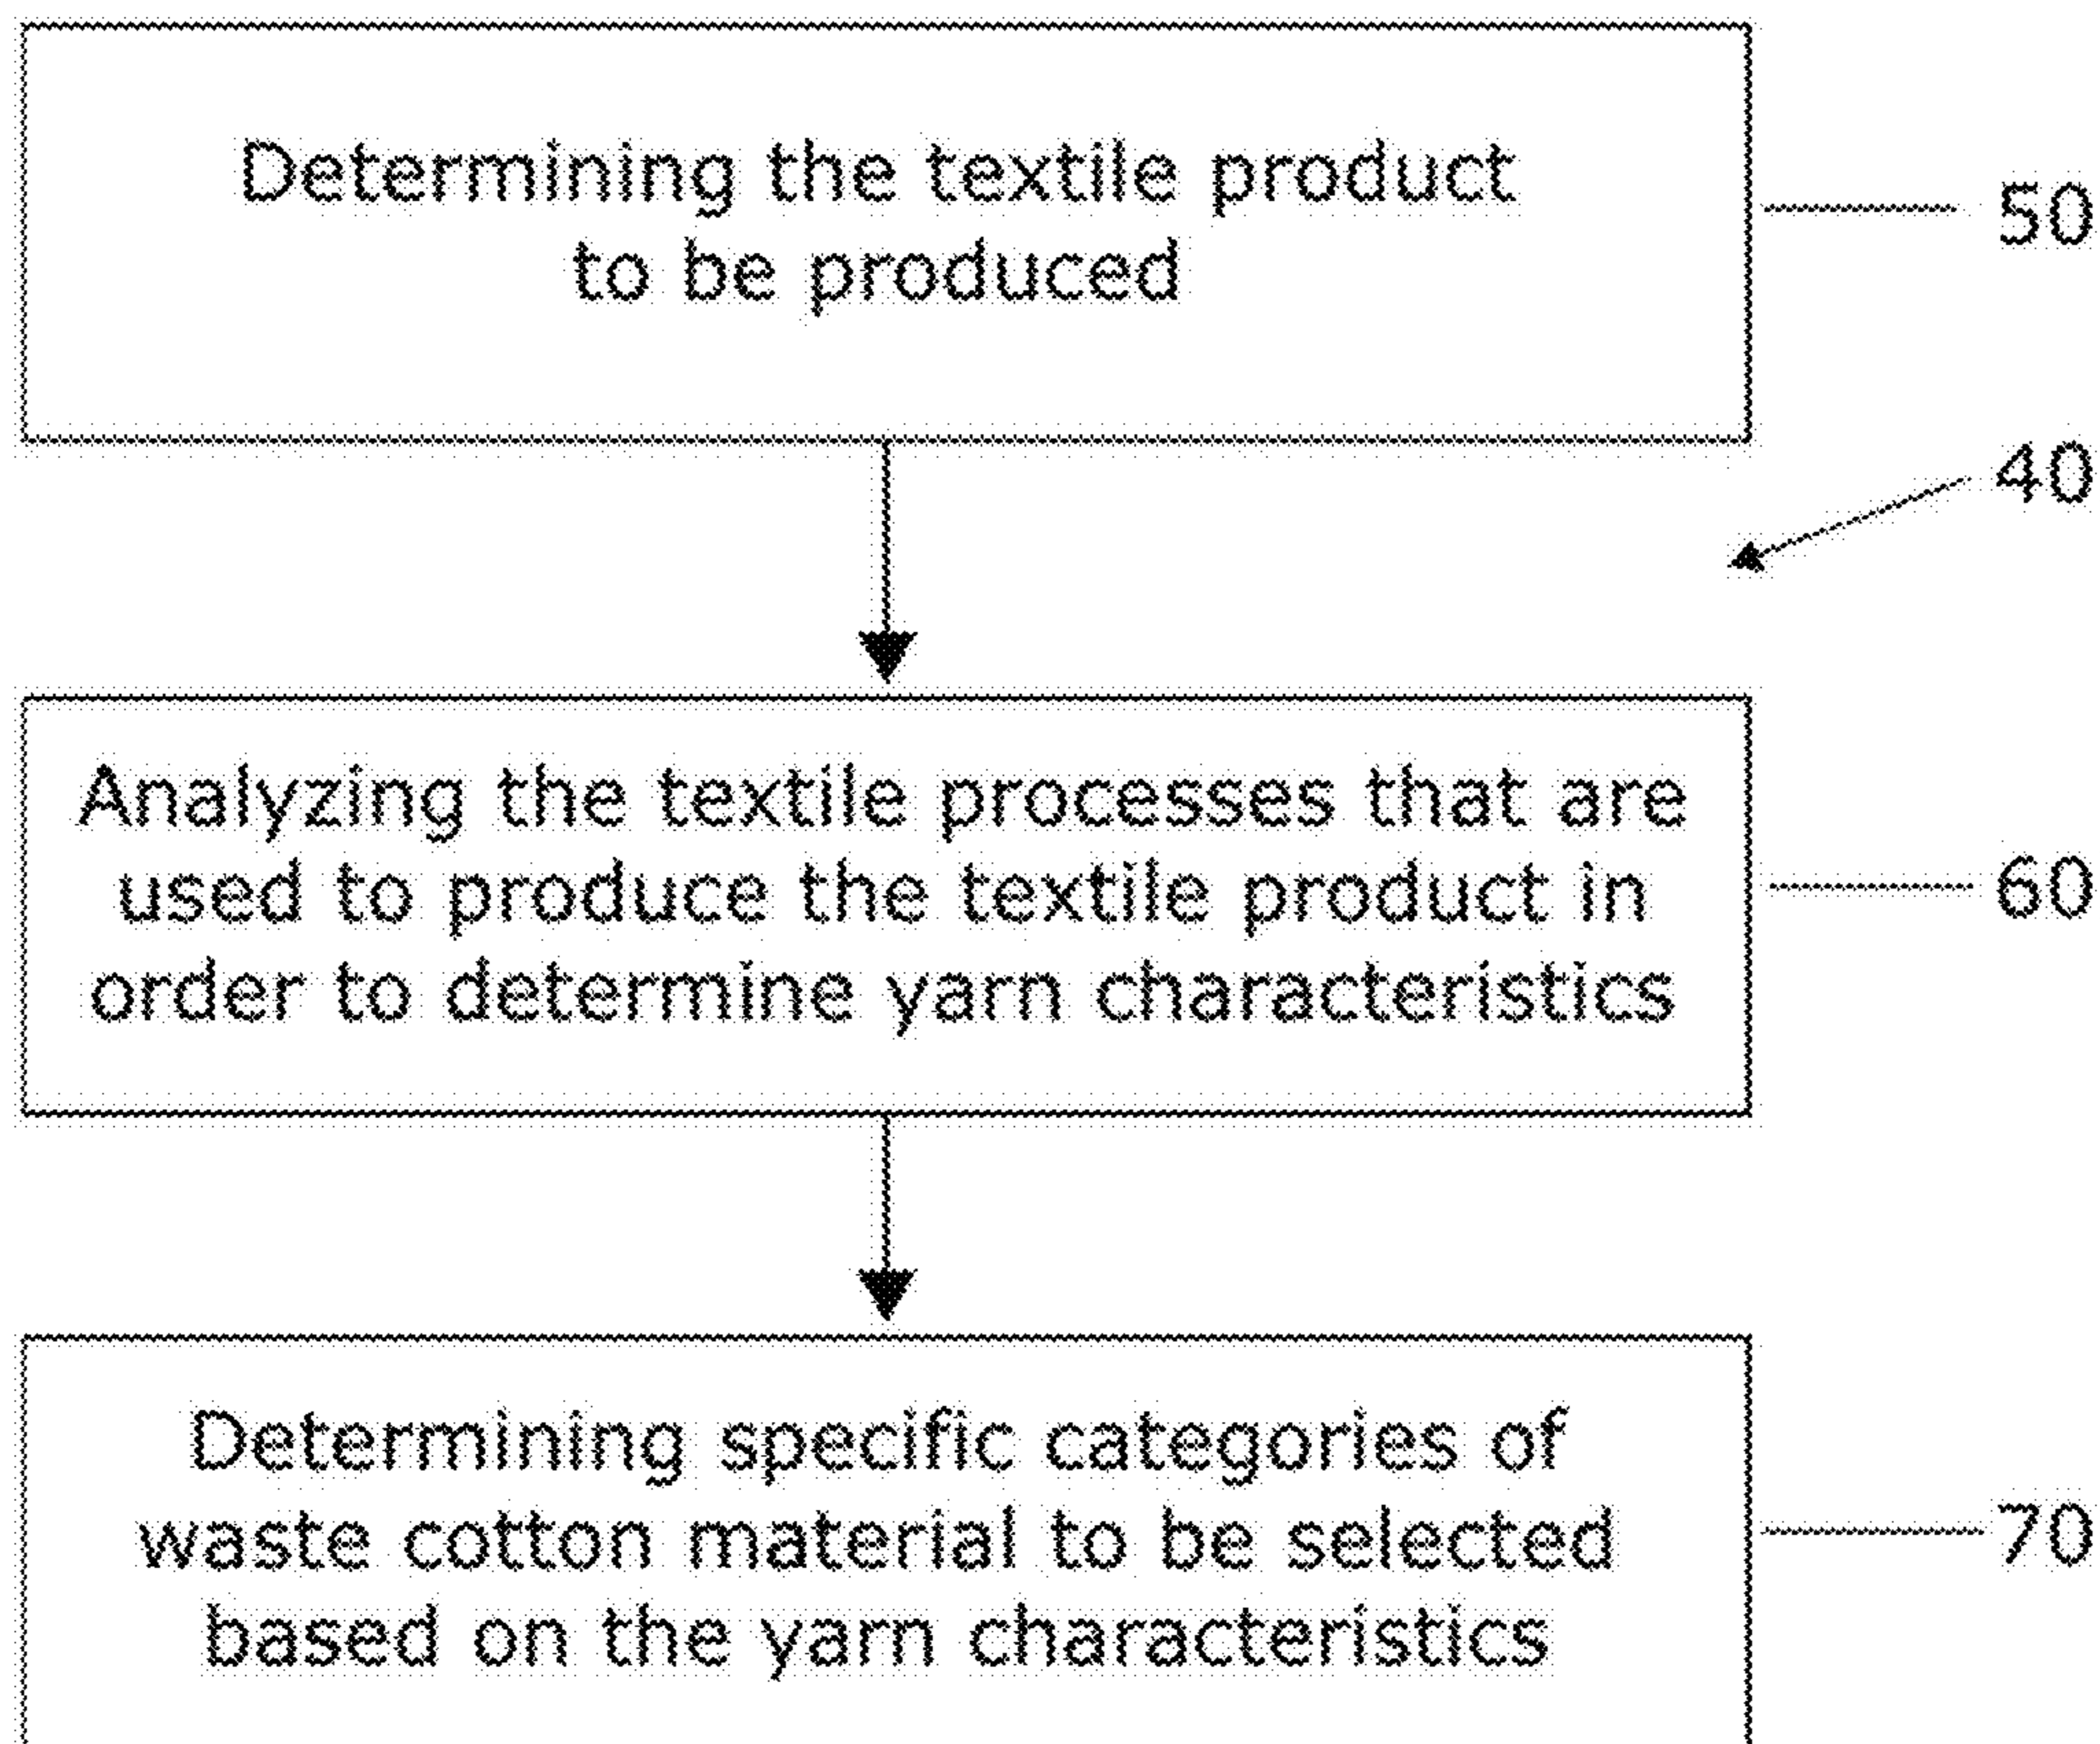 Determining the textile product
to be produced
50
40
Analyzing the textile processes that are
used to produce the textile product in
order to determine yarn characteristics
60
Determining specific categories of
waste cotton material to be selected
based on the yarn characteristics
70